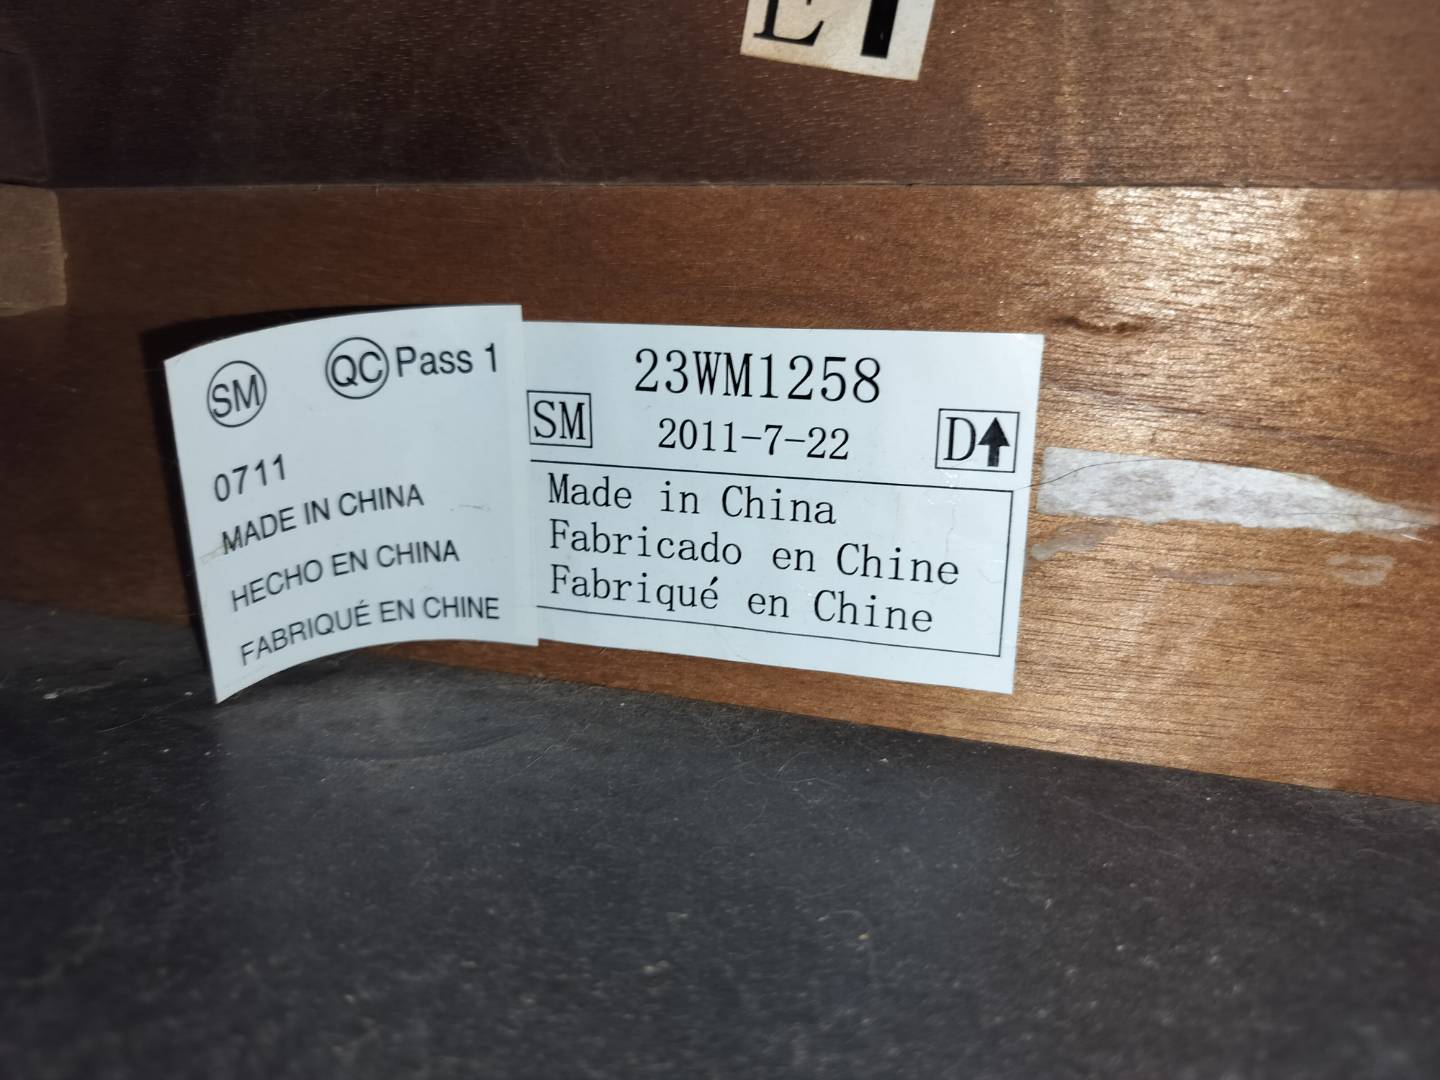 SM QC Pass 1
0711
MADE IN CHINA
HECHO EN CHINA
FABRIQUÉ EN CHINE
23WM1258
SM 2011-7-22 D↑
Made in China
Fabricado en Chine
Fabriqué en Chine